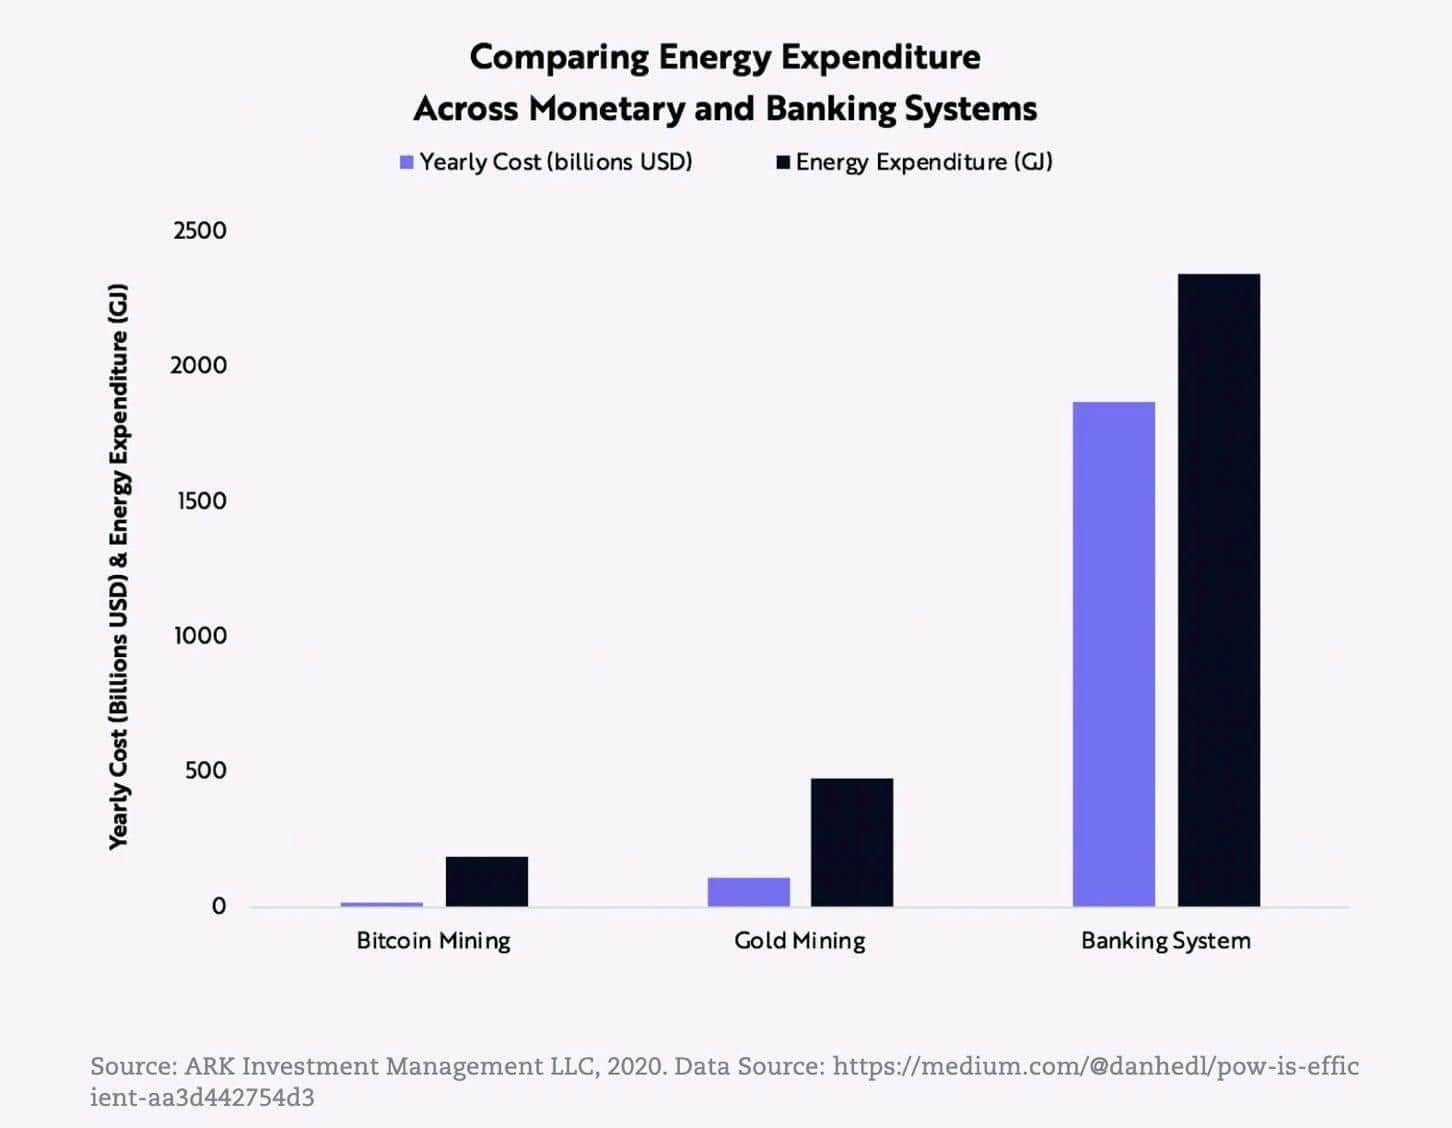 Comparing Energy Expenditure
Across Monetary and Banking Systems
Yearly Cost (billions USD) Energy Expenditure (GJ)
Yearly Cost (Billions USD) & Energy Expenditure (GJ)
2500
2000
1500
1000
500
0
Bitcoin Mining Gold Mining Banking System
Source: ARK Investment Management LLC, 2020. Data Source: https://medium.com/@danhedl/pow-is-effic
ient-aa3d442754d3